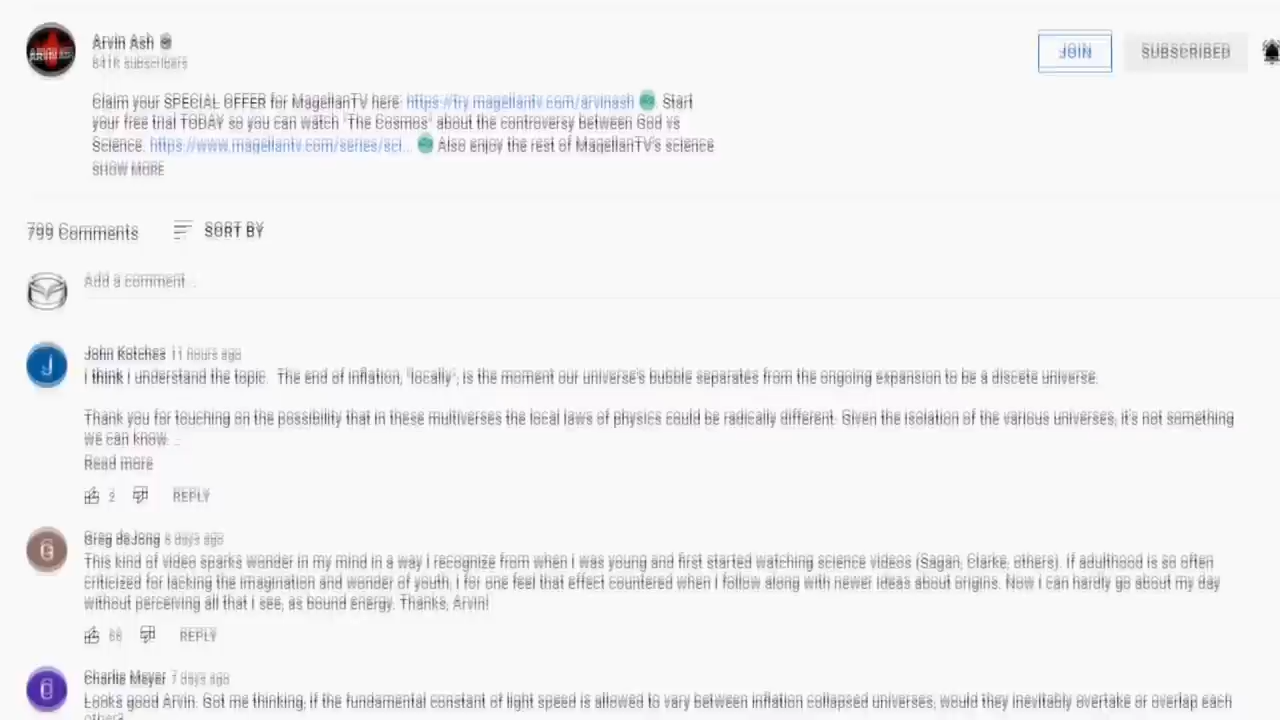 Arvin Ash
641K subscribers
JOIN
SUBSCRIBED
Claim your SPECIAL OFFER for MagellanTV here: https://try.magellantv.com/arvinash. Start
your free trial TODAY so you can watch "The Cosmos" about the controversy between God vs
Science. https://www.magellantv.com/series/sci... Also enjoy the rest of MagellanTV's science
SHOW MORE
799 Comments
SORT BY
Add a comment...
John Kotches 11 hours ago
I think I understand the topic. The end of inflation, "locally", is the moment our universe's bubble separates from the ongoing expansion to be a discrete universe.
Thank you for touching on the possibility that in these multiverses the local laws of physics could be radically different. Given the isolation of the various universes, it's not something
we can know. ...
Read more
2
REPLY
Greg deJong 6 days ago
This kind of video sparks wonder in my mind in a way I recognize from when I was young and first started watching science videos (Sagan, Clarke, others). If adulthood is so often
criticized for lacking the imagination and wonder of youth, I for one feel that effect countered when I follow along with newer ideas about origins. Now I can hardly go about my day
without perceiving all that I see, as bound energy. Thanks, Arvin!
REPLY
Charlie Meyer 7 days ago
Looks good Arvin. Got me thinking, if the fundamental constant of light speed is allowed to vary between inflation collapsed universes, would they inevitably overtake or overlap each
other?